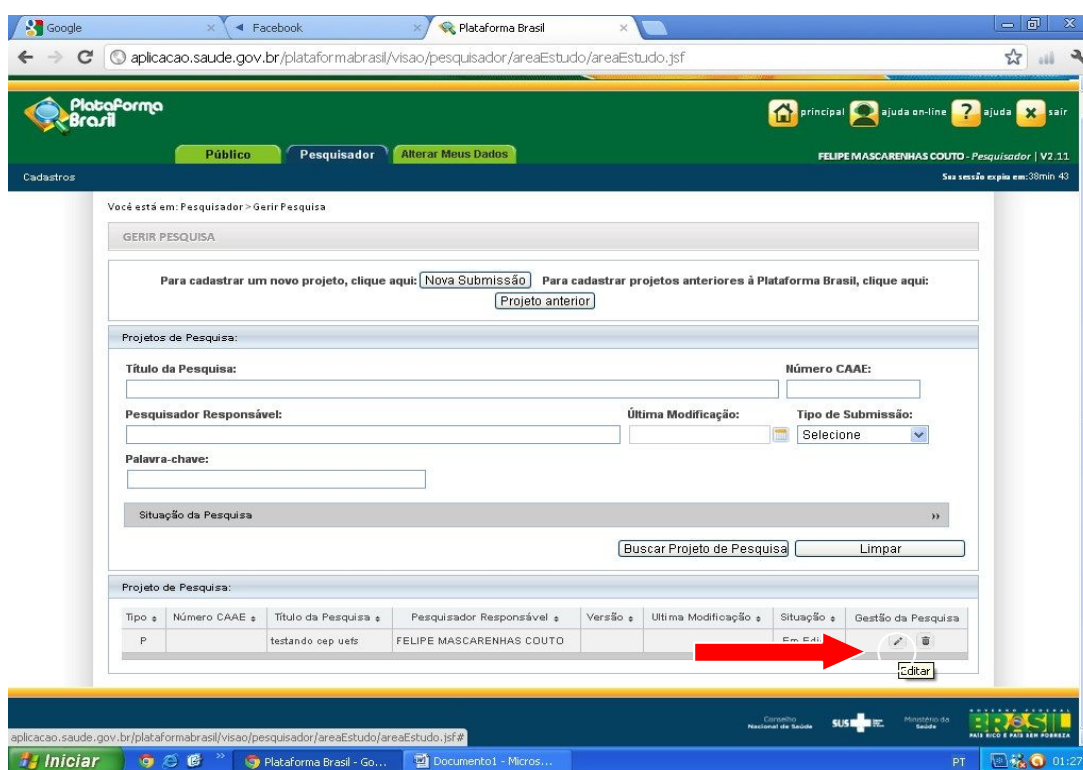 Google Facebook Plataforma Brasil
aplicacao.saude.gov.br/plataformabrasil/visao/pesquisador/areaEstudo/areaEstudo.jsf
Plataforma
Brasil
principal ajuda on-line ? ajuda x sair
Público Pesquisador Alterar Meus Dados
FELIPE MASCARENHAS COUTO - Pesquisador | V2.11
Cadastros
Sua sessão expira em: 38min 43
Você está em: Pesquisador > Gerir Pesquisa
GERIR PESQUISA
Para cadastrar um novo projeto, clique aqui: Nova Submissão Para cadastrar projetos anteriores à Plataforma Brasil, clique aqui:
Projeto anterior
Projetos de Pesquisa:
Título da Pesquisa: Número CAAE:
Pesquisador Responsável: Última Modificação: Tipo de Submissão:
Selecione
Palavra-chave:
Situação da Pesquisa
Buscar Projeto de Pesquisa Limpar
Projeto de Pesquisa:
Tipo Número CAAE Título da Pesquisa Pesquisador Responsável Versão Ultima Modificação Situação Gestão da Pesquisa
P testando cep uefs FELIPE MASCARENHAS COUTO Em Edi
Editar
Conselho
Nacional de Saúde
SUS
Ministério da
Saúde
GOVERNO FEDERAL
BRASIL
PAÍS RICO É PAÍS SEM POBREZA
aplicacao.saude.gov.br/plataformabrasil/visao/pesquisador/areaEstudo/areaEstudo.jsf#
Iniciar Plataforma Brasil - Go... Documento1 - Micros... PT 01:27